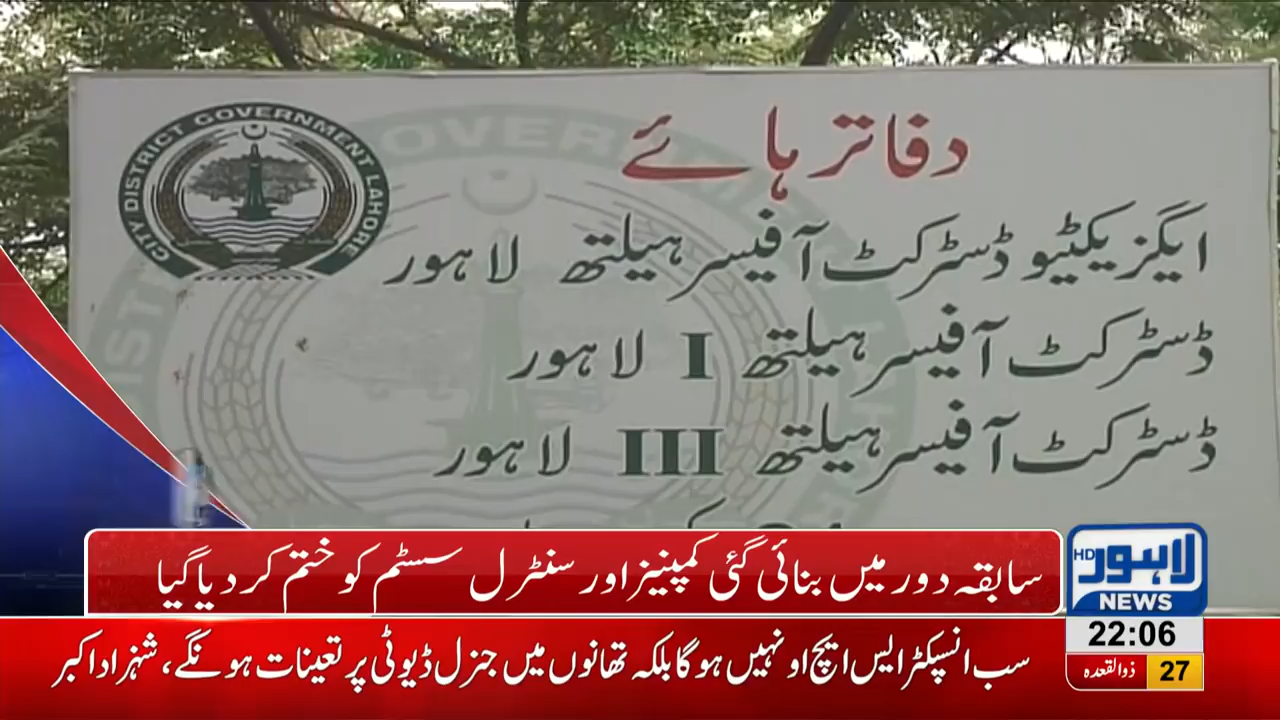 CITY DISTRICT GOVERNMENT LAHORE
دفاتر ہائے
ایگزیکٹیو ڈسٹرکٹ آفیسر ہیلتھ لاہور
ڈسٹرکٹ آفیسر ہیلتھ I لاہور
ڈسٹرکٹ آفیسر ہیلتھ III لاہور
سابقہ دور میں بنائی گئی کمپنیز اور سنٹرل سسٹم کو ختم کر دیا گیا
HD لاہور
NEWS
22:06
27 ذوالقعدہ
سب انسپکٹر ایس ایچ او نہیں ہوگا بلکہ تھانوں میں جنرل ڈیوٹی پر تعینات ہونگے، شہزاد اکبر